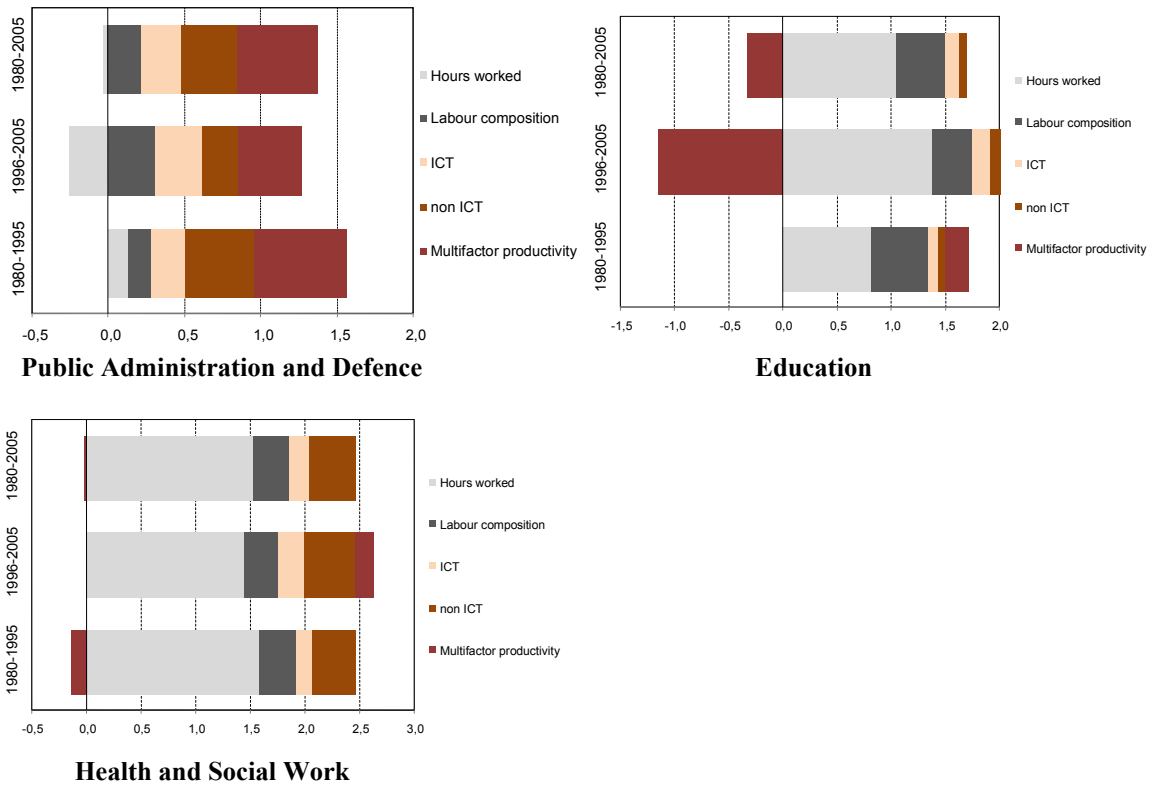 1980-2005
1996-2005
1980-1995
Hours worked
Labour composition
ICT
non ICT
Multifactor productivity
-0,5 0,0 0,5 1,0 1,5 2,0
Public Administration and Defence
1980-2005
1996-2005
1980-1995
Hours worked
Labour composition
ICT
non ICT
Multifactor productivity
-1,5 -1,0 -0,5 0,0 0,5 1,0 1,5 2,0
Education
1980-2005
1996-2005
1980-1995
Hours worked
Labour composition
ICT
non ICT
Multifactor productivity
-0,5 0,0 0,5 1,0 1,5 2,0 2,5 3,0
Health and Social Work